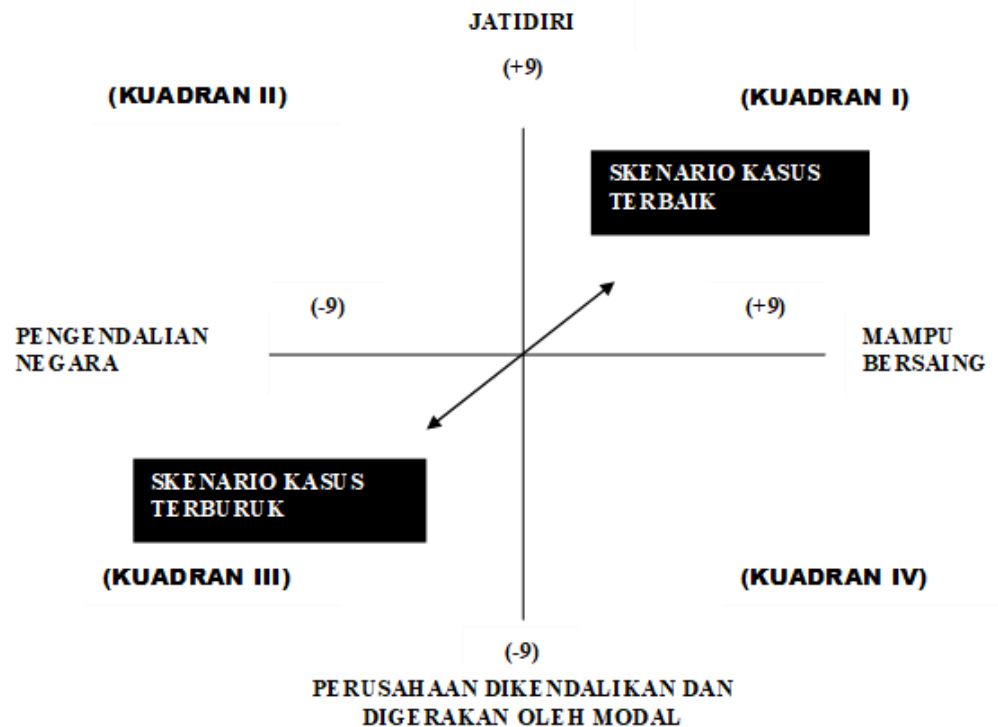 JATIDIRI
(+9)
(KUADRAN II)
(KUADRAN I)
SKENARIO KASUS
TERBAIK
(-9)
(+9)
PENGENDALIAN
NEGARA
MAMPU
BERSAING
SKENARIO KASUS
TERBURUK
(KUADRAN III)
(KUADRAN IV)
(-9)
PERUSAHAAN DIKENDALIKAN DAN
DIGERAKAN OLEH MODAL